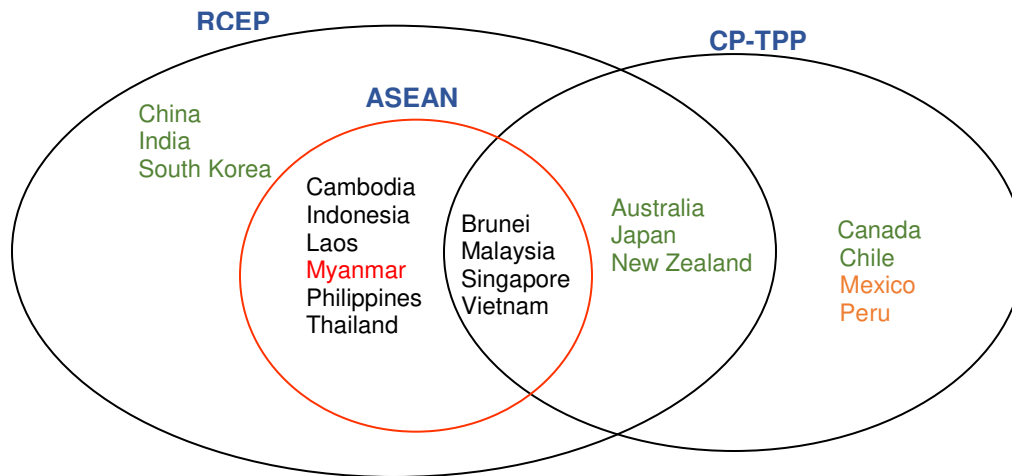 RCEP
CP-TPP
ASEAN
China
India
South Korea
Cambodia
Indonesia
Laos
Myanmar
Philippines
Thailand
Brunei
Malaysia
Singapore
Vietnam
Australia
Japan
New Zealand
Canada
Chile
Mexico
Peru